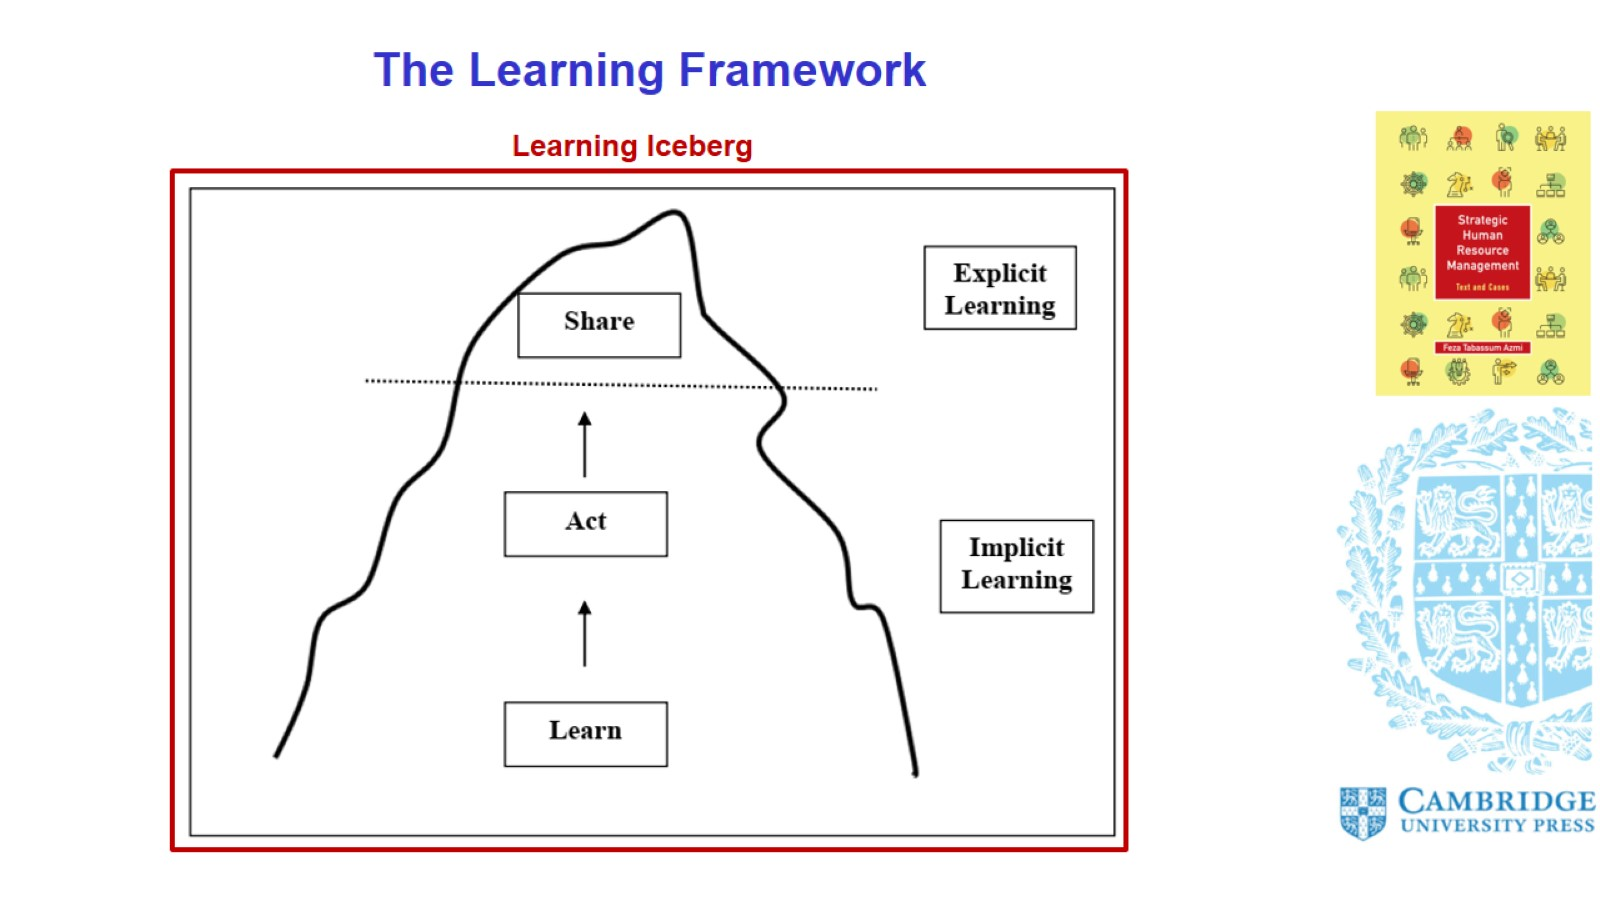 The Learning Framework
Learning Iceberg
Share
Explicit
Learning
Act
Implicit
Learning
Learn
Strategic
Human
Resource
Management
Text and Cases
Feza Tabassum Azmi
CAMBRIDGE
UNIVERSITY PRESS